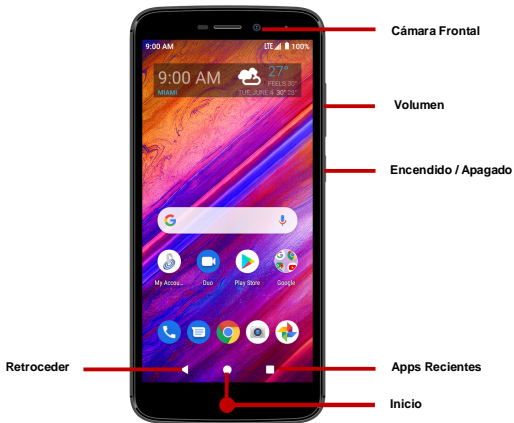 Cámara Frontal
9:00 AM LTE 100%
9:00 AM 27°
FEELS 30°
MIAMI TUE, JUNE 4 30° 28°
Volumen
Encendido / Apagado
G
My Accou... Duo Play Store Google
Retroceder
Apps Recientes
Inicio